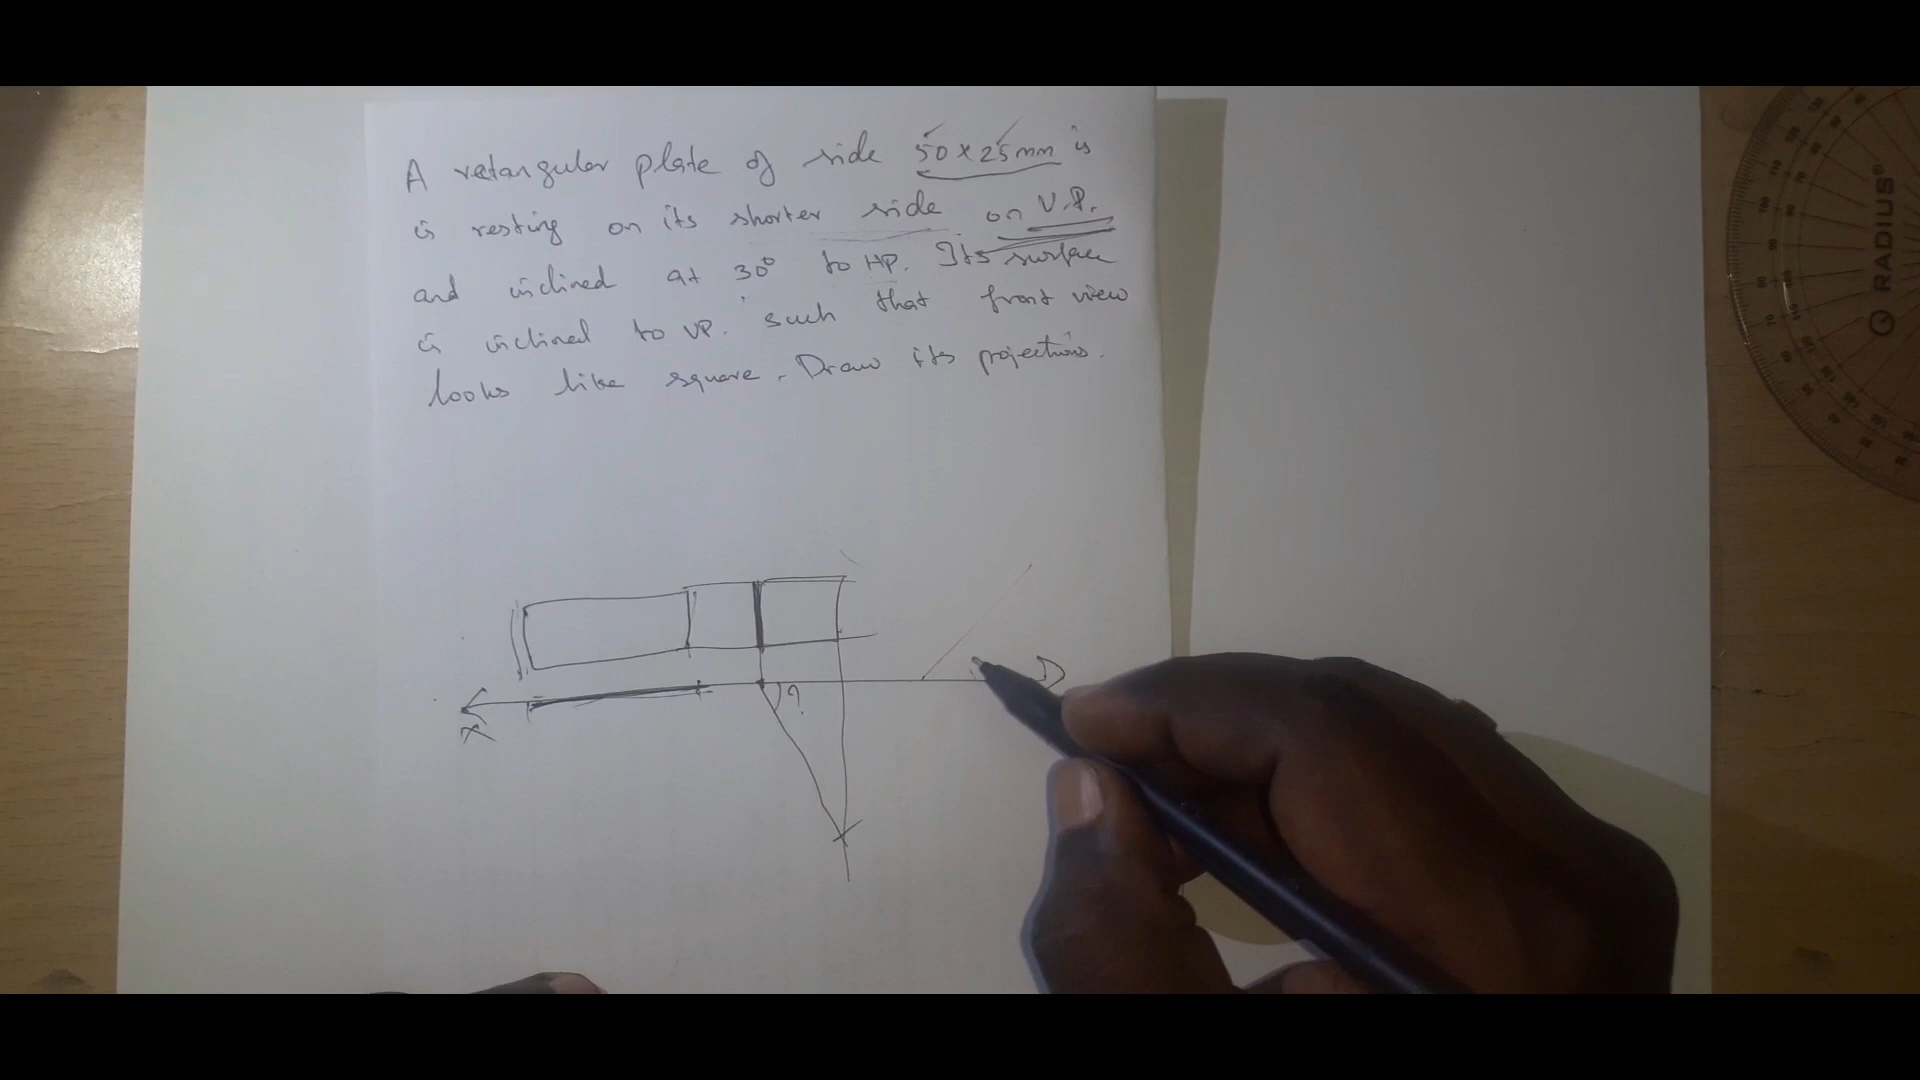 A retangular plate of side 50 x 25 mm is
is resting on its shorter side on V.P.
and inclined at 30° to HP. Its surface
is inclined to VP. such that front view
looks like square. Draw its projections.
?
X
RADIUS®